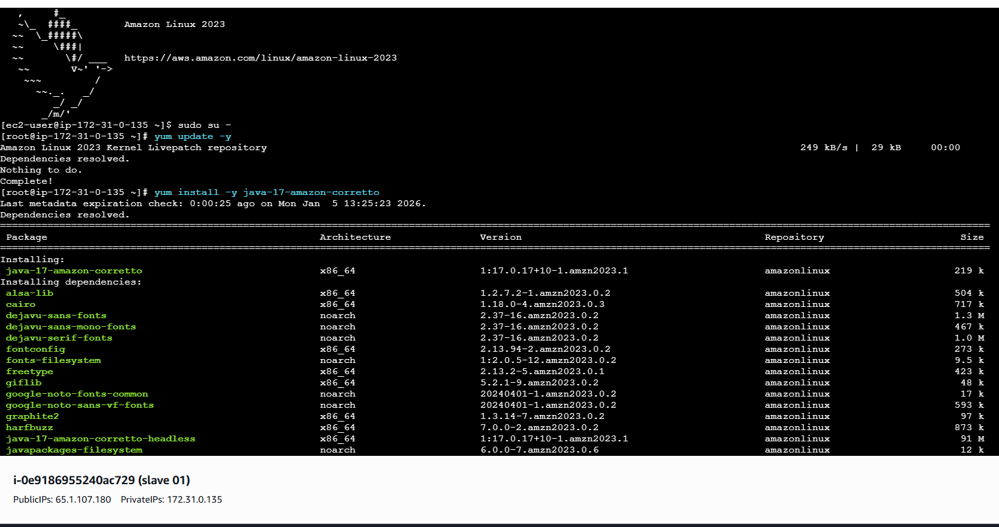 ,     #_
   ~\_  ####_        Amazon Linux 2023
  ~~  \_#####\
  ~~     \###|
  ~~       \#/ ___   https://aws.amazon.com/linux/amazon-linux-2023
   ~~       V~' '->
    ~~~         /
      ~~._.   _/
         _/ _/
       _/m/'
[ec2-user@ip-172-31-0-135 ~]$ sudo su -
[root@ip-172-31-0-135 ~]# yum update -y
Amazon Linux 2023 Kernel Livepatch repository 249 kB/s | 29 kB 00:00
Dependencies resolved.
Nothing to do.
Complete!
[root@ip-172-31-0-135 ~]# yum install -y java-17-amazon-corretto
Last metadata expiration check: 0:00:25 ago on Mon Jan  5 13:25:23 2026.
Dependencies resolved.
Package Architecture Version Repository Size
Installing:
java-17-amazon-corretto x86_64 1:17.0.17+10-1.amzn2023.1 amazonlinux 219 k
Installing dependencies:
alsa-lib x86_64 1.2.7.2-1.amzn2023.0.2 amazonlinux 504 k
cairo x86_64 1.18.0-4.amzn2023.0.3 amazonlinux 717 k
dejavu-sans-fonts noarch 2.37-16.amzn2023.0.2 amazonlinux 1.3 M
dejavu-sans-mono-fonts noarch 2.37-16.amzn2023.0.2 amazonlinux 467 k
dejavu-serif-fonts noarch 2.37-16.amzn2023.0.2 amazonlinux 1.0 M
fontconfig x86_64 2.13.94-2.amzn2023.0.2 amazonlinux 273 k
fonts-filesystem noarch 1:2.0.5-12.amzn2023.0.2 amazonlinux 9.5 k
freetype x86_64 2.13.2-5.amzn2023.0.1 amazonlinux 423 k
giflib x86_64 5.2.1-9.amzn2023.0.2 amazonlinux 48 k
google-noto-fonts-common noarch 20240401-1.amzn2023.0.2 amazonlinux 17 k
google-noto-sans-vf-fonts noarch 20240401-1.amzn2023.0.2 amazonlinux 593 k
graphite2 x86_64 1.3.14-7.amzn2023.0.2 amazonlinux 97 k
harfbuzz x86_64 7.0.0-2.amzn2023.0.2 amazonlinux 873 k
java-17-amazon-corretto-headless x86_64 1:17.0.17+10-1.amzn2023.1 amazonlinux 91 M
javapackages-filesystem noarch 6.0.0-7.amzn2023.0.6 amazonlinux 12 k
i-0e9186955240ac729 (slave 01)
PublicIPs: 65.1.107.180 PrivateIPs: 172.31.0.135